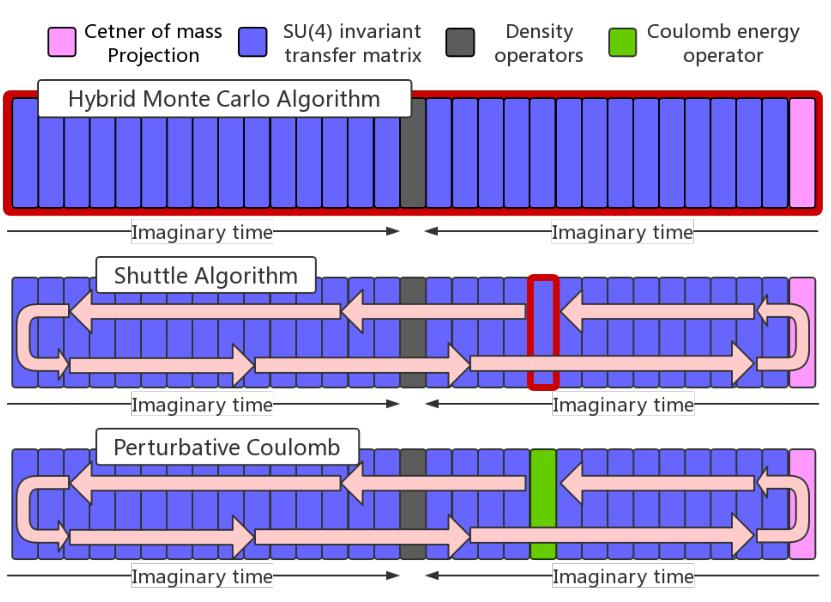 Cetner of mass
Projection
SU(4) invariant
transfer matrix
Density
operators
Coulomb energy
operator
Hybrid Monte Carlo Algorithm
Imaginary time
Imaginary time
Shuttle Algorithm
Imaginary time
Imaginary time
Perturbative Coulomb
Imaginary time
Imaginary time